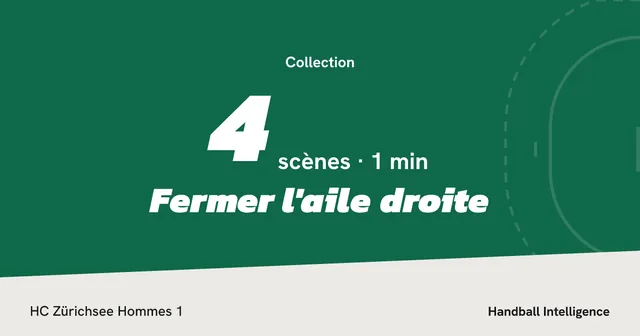 Collection
4 scènes · 1 min
Fermer l'aile droite
HC Zürichsee Hommes 1
Handball Intelligence